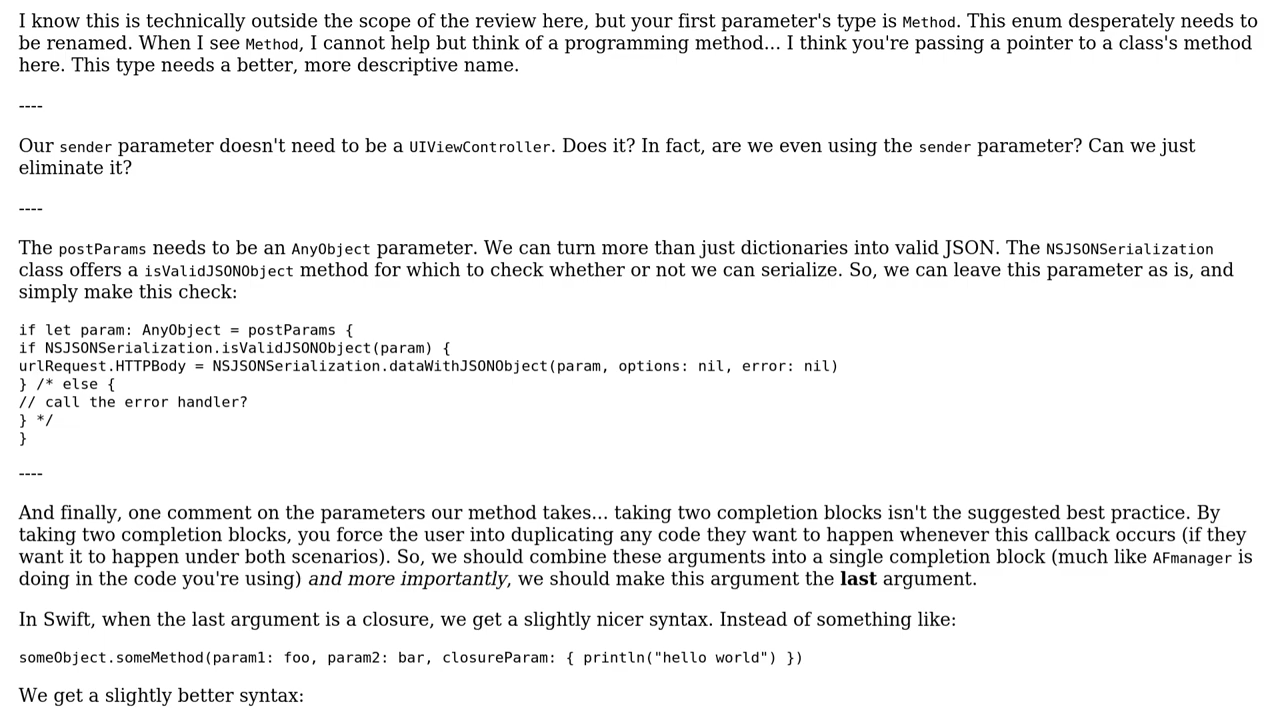 I know this is technically outside the scope of the review here, but your first parameter's type is Method. This enum desperately needs to
be renamed. When I see Method, I cannot help but think of a programming method... I think you're passing a pointer to a class's method
here. This type needs a better, more descriptive name.
----
Our sender parameter doesn't need to be a UIViewController. Does it? In fact, are we even using the sender parameter? Can we just
eliminate it?
----
The postParams needs to be an AnyObject parameter. We can turn more than just dictionaries into valid JSON. The NSJSONSerialization
class offers a isValidJSONObject method for which to check whether or not we can serialize. So, we can leave this parameter as is, and
simply make this check:
if let param: AnyObject = postParams {
if NSJSONSerialization.isValidJSONObject(param) {
urlRequest.HTTPBody = NSJSONSerialization.dataWithJSONObject(param, options: nil, error: nil)
} /* else {
// call the error handler?
} */
}
----
And finally, one comment on the parameters our method takes... taking two completion blocks isn't the suggested best practice. By
taking two completion blocks, you force the user into duplicating any code they want to happen whenever this callback occurs (if they
want it to happen under both scenarios). So, we should combine these arguments into a single completion block (much like AFmanager is
doing in the code you're using) and more importantly, we should make this argument the last argument.
In Swift, when the last argument is a closure, we get a slightly nicer syntax. Instead of something like:
someObject.someMethod(param1: foo, param2: bar, closureParam: { println("hello world") })
We get a slightly better syntax: